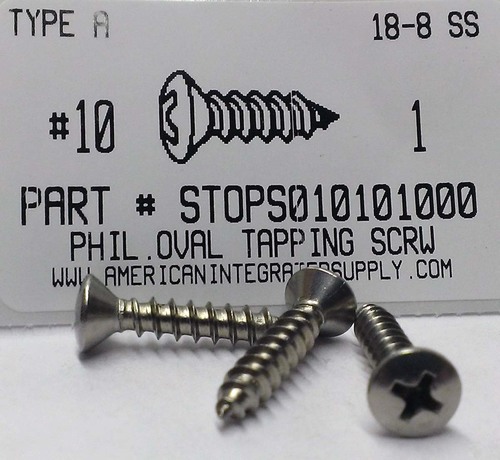 TYPE A
18-8 SS
#10
1
PART # STOPS010101000
PHIL.OVAL TAPPING SCRW
WWW.AMERICANINTEGRATEDSUPPLY.COM